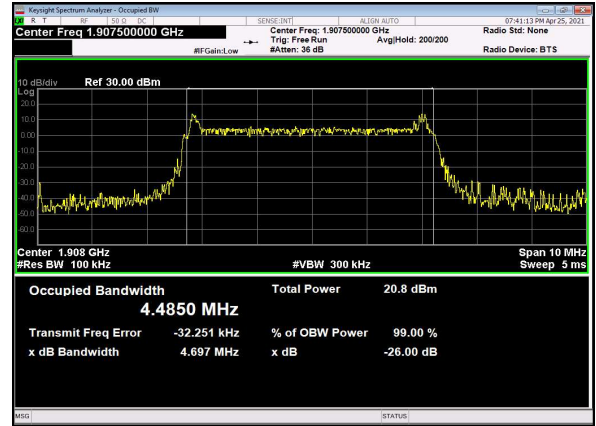 Keysight Spectrum Analyzer - Occupied BW
R T RF 50 Ω DC SENSE:INT ALIGN AUTO 07:41:13 PM Apr 25, 2021
Center Freq 1.907500000 GHz Center Freq: 1.907500000 GHz Radio Std: None
Trig: Free Run Avg|Hold: 200/200
#IFGain:Low #Atten: 36 dB Radio Device: BTS
10 dB/div Ref 30.00 dBm
Log
20.0
10.0
0.00
-10.0
-20.0
-30.0
-40.0
-50.0
-60.0
Center 1.908 GHz Span 10 MHz
#Res BW 100 kHz #VBW 300 kHz Sweep 5 ms
Occupied Bandwidth Total Power 20.8 dBm
4.4850 MHz
Transmit Freq Error -32.251 kHz % of OBW Power 99.00 %
x dB Bandwidth 4.697 MHz x dB -26.00 dB
MSG STATUS